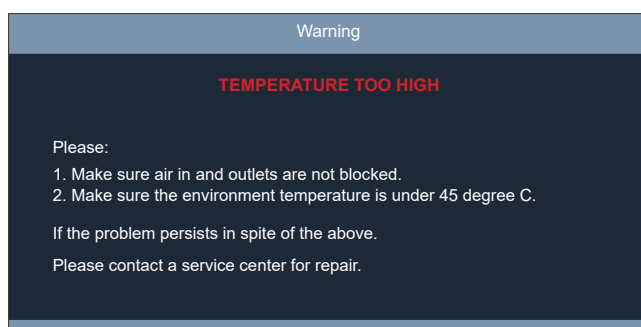 Warning
TEMPERATURE TOO HIGH
Please:
1. Make sure air in and outlets are not blocked.
2. Make sure the environment temperature is under 45 degree C.
If the problem persists in spite of the above.
Please contact a service center for repair.